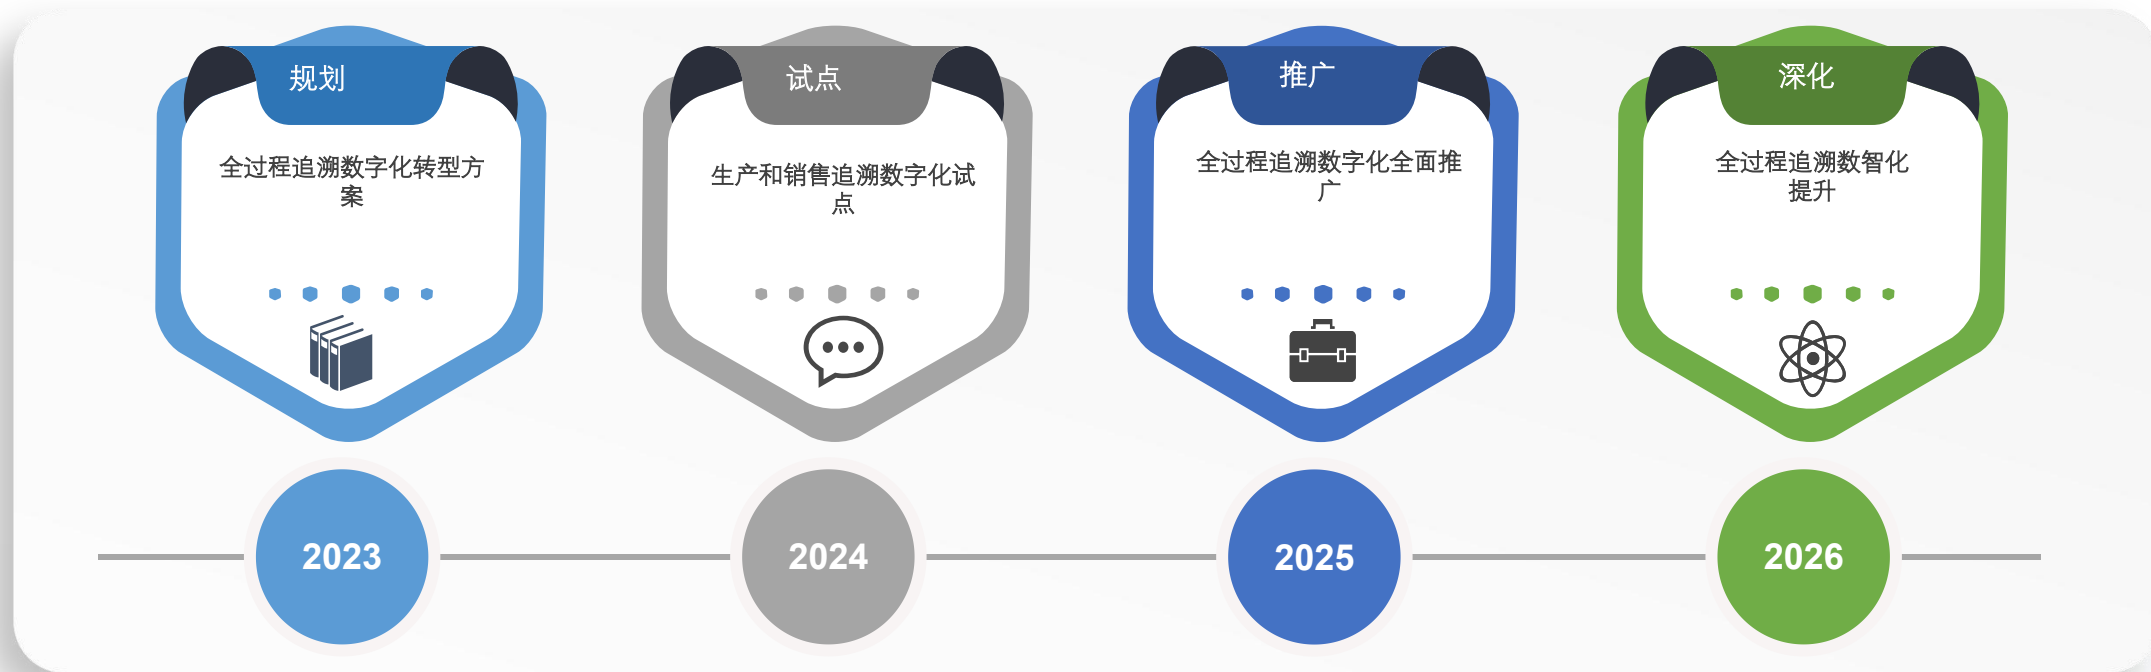 规划
全过程追溯数字化转型方
案
试点
生产和销售追溯数字化试
点
推广
全过程追溯数字化全面推
广
深化
全过程追溯数智化
提升
2023
2024
2025
2026